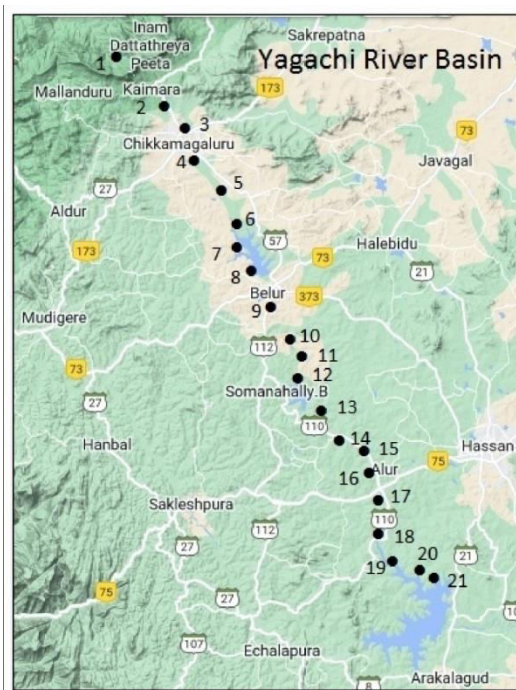 Inam
Dattathreya
Peeta
Sakrepatna
Yagachi River Basin
1
Mallanduru
Kaimara
173
2
3
73
Chikkamagaluru
Javagal
4
27
5
Aldur
6
57
Halebidu
173
7
73
21
8
Belur
373
9
Mudigere
10
112
11
73
12
Somanahally.B
27
13
110
Hanbal
14
15
Hassan
75
16
Alur
Sakleshpura
17
110
112
18
27
20
21
19
21
75
27
107
Echalapura
8
Arakalagud